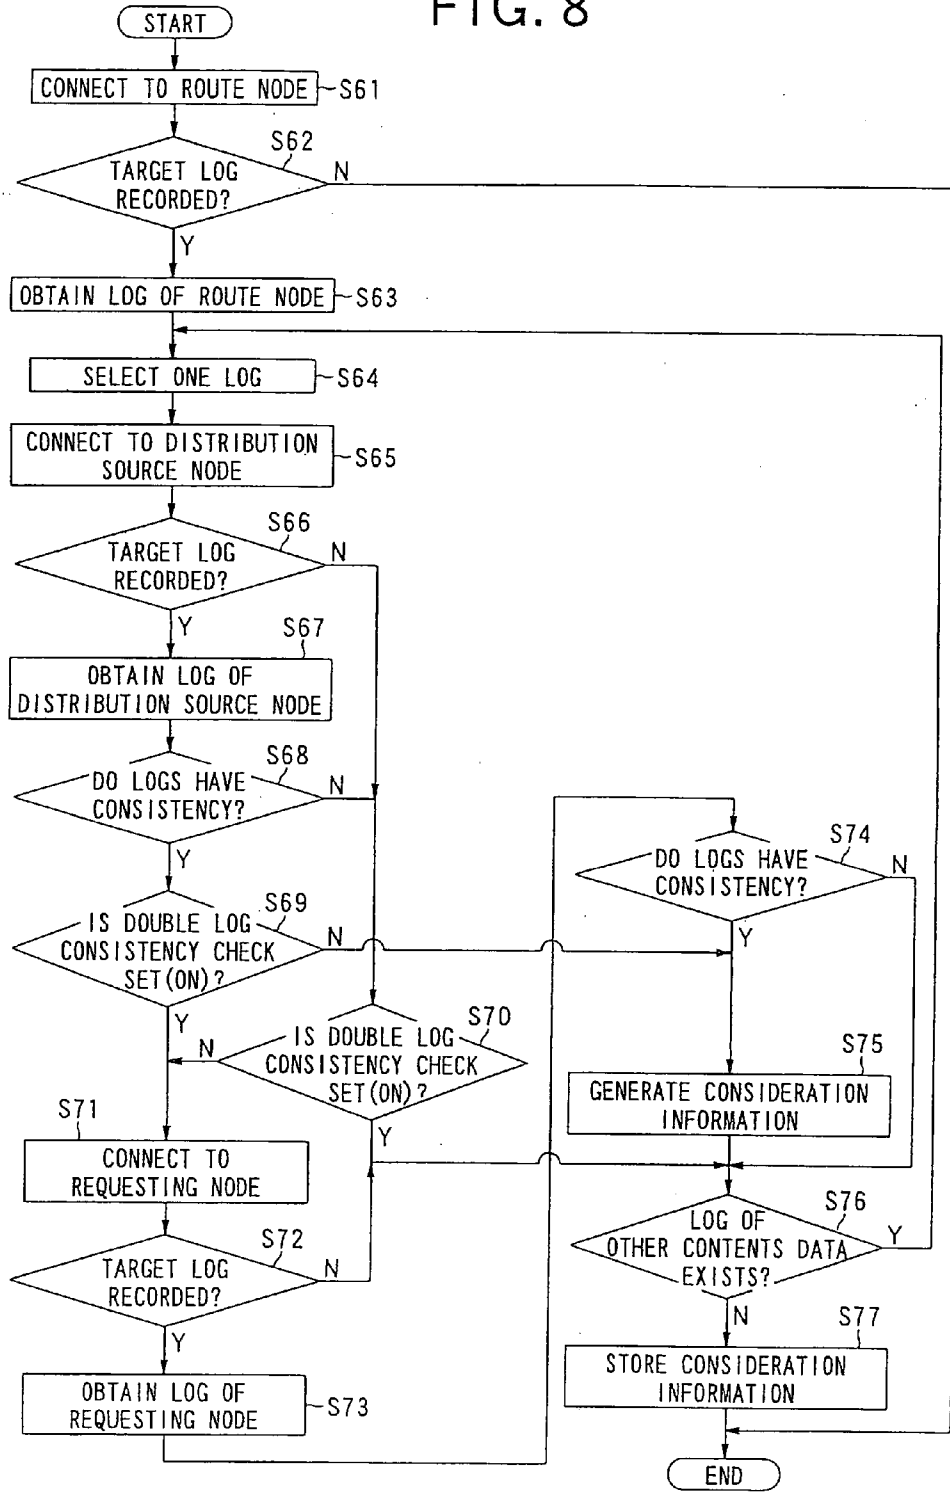 FIG. 8
START
CONNECT TO ROUTE NODE
S61
S62
TARGET LOG
RECORDED?
N
Y
OBTAIN LOG OF ROUTE NODE
S63
SELECT ONE LOG
S64
CONNECT TO DISTRIBUTION
SOURCE NODE
S65
S66
TARGET LOG
RECORDED?
N
Y
S67
OBTAIN LOG OF
DISTRIBUTION SOURCE NODE
S68
DO LOGS HAVE
CONSISTENCY?
N
Y
S69
IS DOUBLE LOG
CONSISTENCY CHECK
SET(ON)?
N
Y
S70
IS DOUBLE LOG
CONSISTENCY CHECK
SET(ON)?
N
Y
S71
CONNECT TO
REQUESTING NODE
S72
TARGET LOG
RECORDED?
N
Y
OBTAIN LOG OF
REQUESTING NODE
S73
S74
DO LOGS HAVE
CONSISTENCY?
N
Y
S75
GENERATE CONSIDERATION
INFORMATION
S76
LOG OF
OTHER CONTENTS DATA
EXISTS?
Y
N
S77
STORE CONSIDERATION
INFORMATION
END